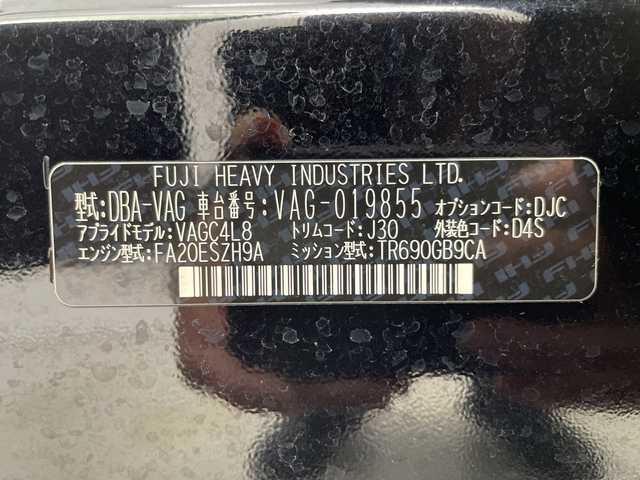 FUJI HEAVY INDUSTRIES LTD.
型式:DBA-VAG 車台番号:VAG-019855 オプションコード:DJC
アプライドモデル:VAGC4L8 トリムコード:J30 外装色コード:D4S
エンジン型式:FA20ESZH9A ミッション型式:TR690GB9CA